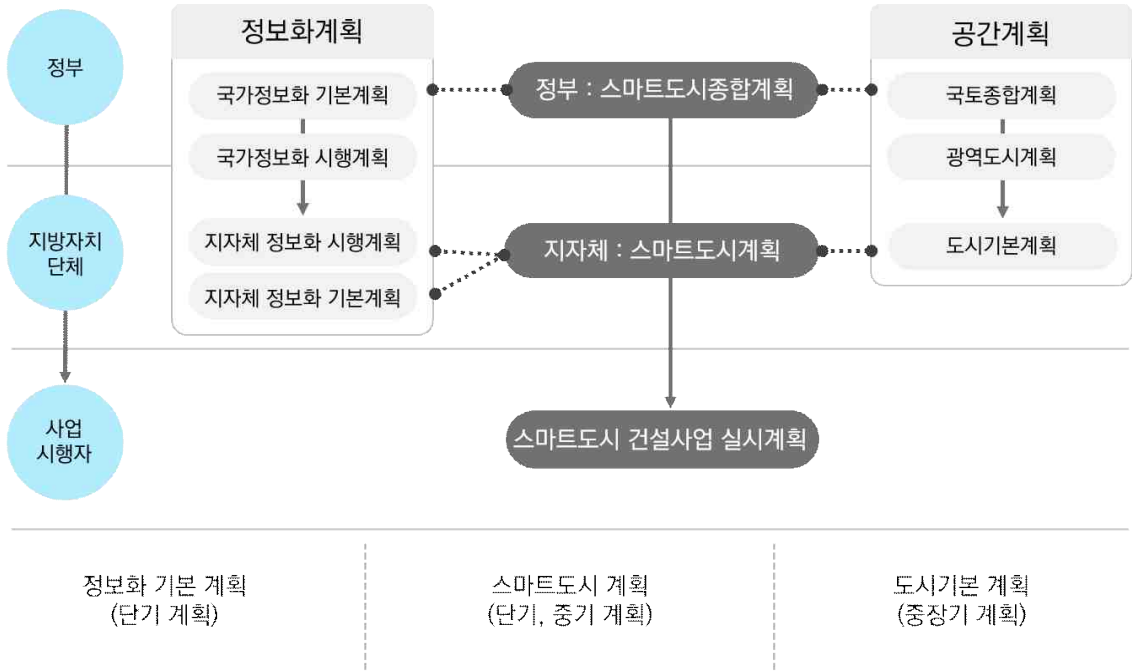 정보화계획
공간계획
정부
국가정보화 기본계획
정부 : 스마트도시종합계획
국토종합계획
국가정보화 시행계획
광역도시계획
지방자치
단체
지자체 정보화 시행계획
지자체 : 스마트도시계획
도시기본계획
지자체 정보화 기본계획
사업
시행자
스마트도시 건설사업 실시계획
정보화 기본 계획
(단기 계획)
스마트도시 계획
(단기, 중기 계획)
도시기본 계획
(중장기 계획)